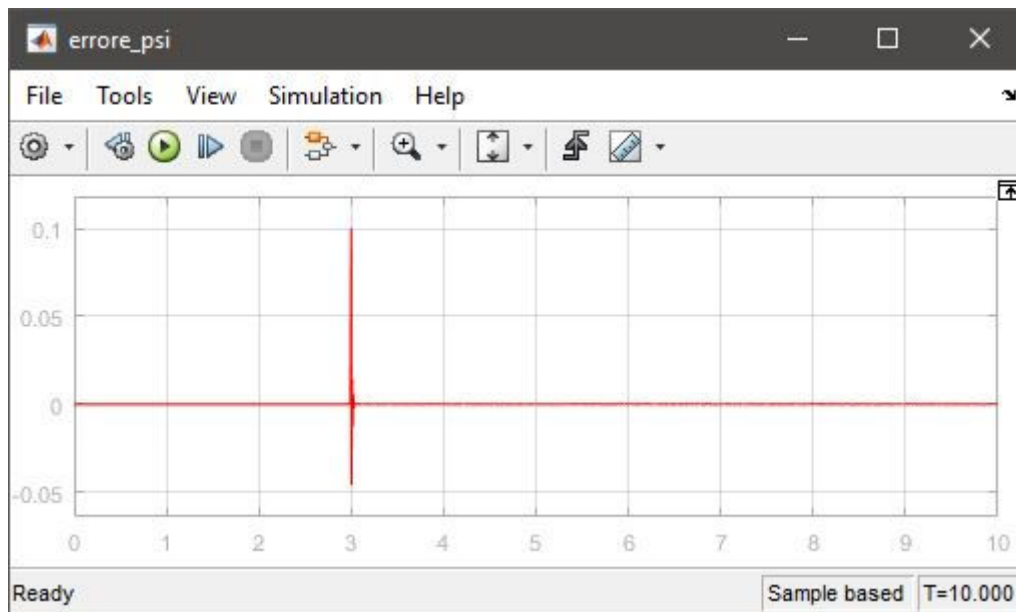 errore_psi
File Tools View Simulation Help
0.1
0.05
0
-0.05
0 1 2 3 4 5 6 7 8 9 10
Ready Sample based T=10.000